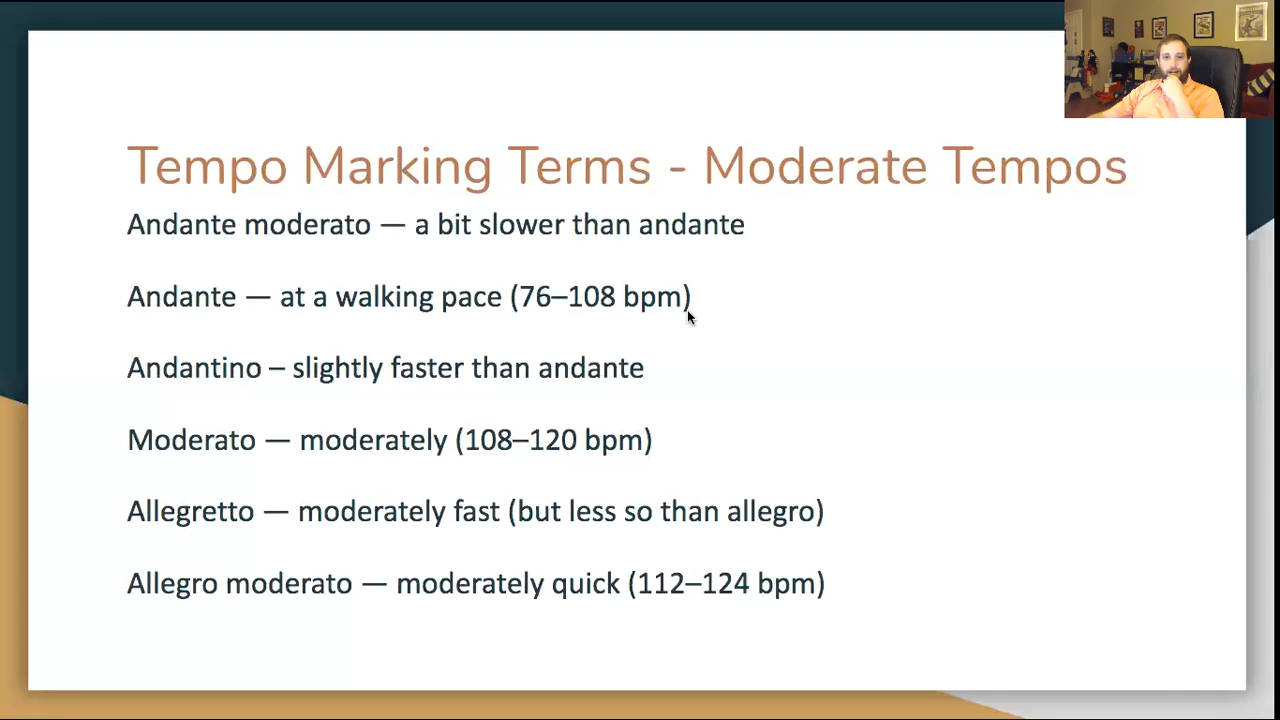 Tempo Marking Terms - Moderate Tempos
Andante moderato — a bit slower than andante
Andante — at a walking pace (76–108 bpm)
Andantino – slightly faster than andante
Moderato — moderately (108–120 bpm)
Allegretto — moderately fast (but less so than allegro)
Allegro moderato — moderately quick (112–124 bpm)